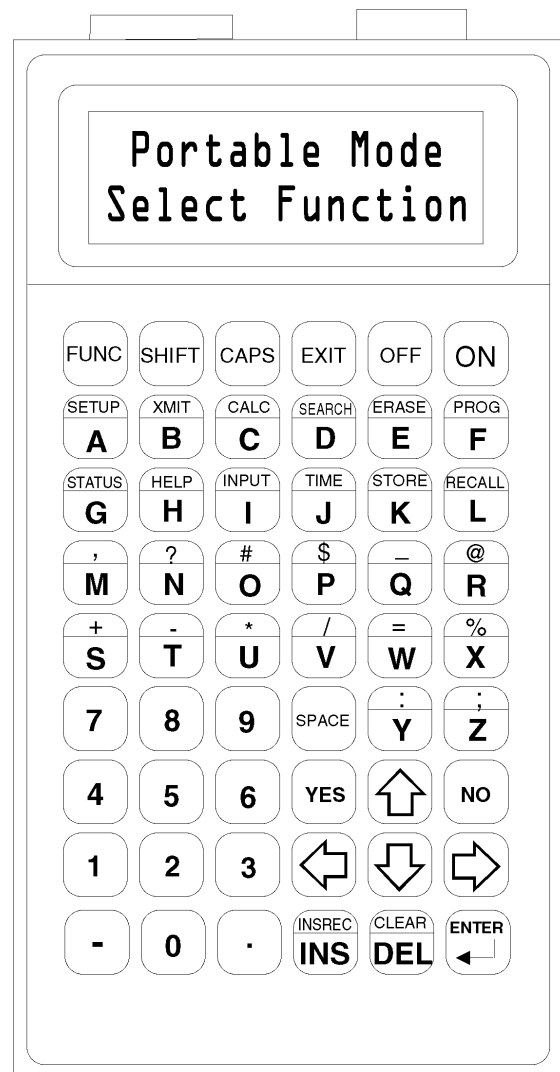 Portable Mode
Select Function
FUNC SHIFT CAPS EXIT OFF ON
SETUP XMIT CALC SEARCH ERASE PROG
A B C D E F
STATUS HELP INPUT TIME STORE RECALL
G H I J K L
, ? # $ _ @
M N O P Q R
+ - * / = %
S T U V W X
: ;
7 8 9 SPACE Y Z
4 5 6 YES NO
1 2 3
INSREC CLEAR ENTER
- 0 . INS DEL